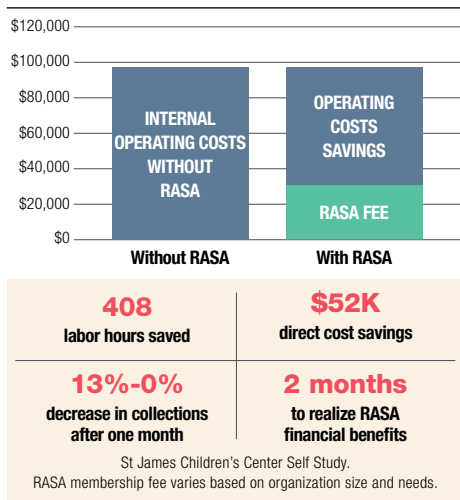 $120,000
$100,000
$80,000
$60,000
$40,000
$20,000
$0
INTERNAL
OPERATING COSTS
WITHOUT
RASA
OPERATING
COSTS
SAVINGS
RASA FEE
Without RASA
With RASA
408
labor hours saved
$52K
direct cost savings
13%-0%
decrease in collections
after one month
2 months
to realize RASA
financial benefits
St James Children's Center Self Study.
RASA membership fee varies based on organization size and needs.